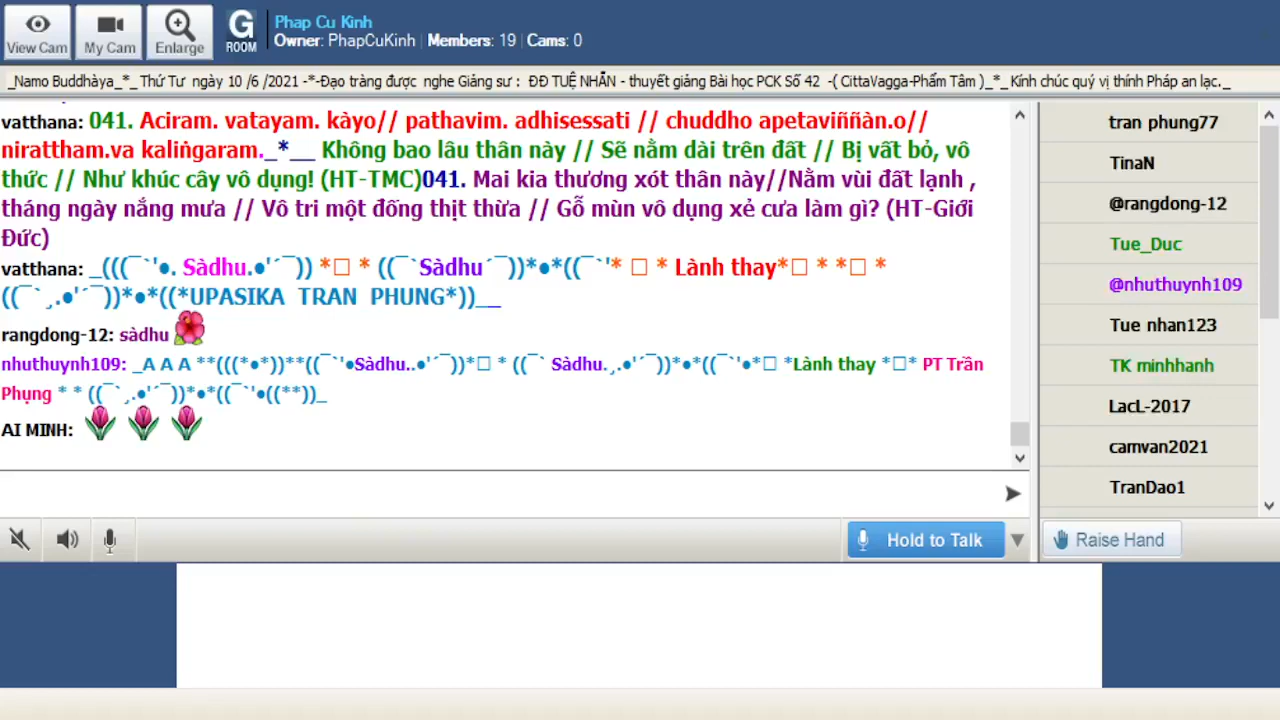 View Cam
My Cam
Enlarge
G
ROOM
Phap Cu Kinh
Owner: PhapCuKinh | Members: 19 | Cams: 0
_Namo Buddhàya_*_ Thứ Tư ngày 10 /6 /2021 -*-Đạo tràng được nghe Giảng sư : ĐĐ TUỆ NHẪN - thuyết giảng Bài học PCK Số 42 -( CittaVagga-Phẩm Tâm )_*_ Kính chúc quý vị thính Pháp an lạc._
vatthana: 041. Aciram. vatayam. kàyo// pathavim. adhisessati // chuddho apetaviññàn.o//
nirattham.va kaliṅgaram._*__ Không bao lâu thân này // Sẽ nằm dài trên đất // Bị vất bỏ, vô
thức // Như khúc cây vô dụng! (HT-TMC)041. Mai kia thương xót thân này//Nằm vùi đất lạnh ,
tháng ngày nắng mưa // Vô tri một đống thịt thừa // Gỗ mùn vô dụng xẻ cưa làm gì? (HT-Giới
Đức)
vatthana: _(((¯`'•. Sàdhu.•'´¯)) *□ * ((¯`Sàdhu´¯))*•*((¯`'* □ * Lành thay*□ * *□ *
((¯`¸.•'´¯))*•*((*UPASIKA TRAN PHUNG*))__
rangdong-12: sàdhu
nhuthuynh109: _A A A **(((*•*))**((¯`'•Sàdhu..•'´¯))*□ * ((¯` Sàdhu.¸.•'´¯))*•*((¯`'•*□ *Lành thay *□* PT Trần
Phụng * * ((¯`¸.•'´¯))*•*((¯`'•((**))_
AI MINH:
Hold to Talk
tran phung77
TinaN
@rangdong-12
Tue_Duc
@nhuthuynh109
Tue nhan123
TK minhhanh
LacL-2017
camvan2021
TranDao1
Raise Hand